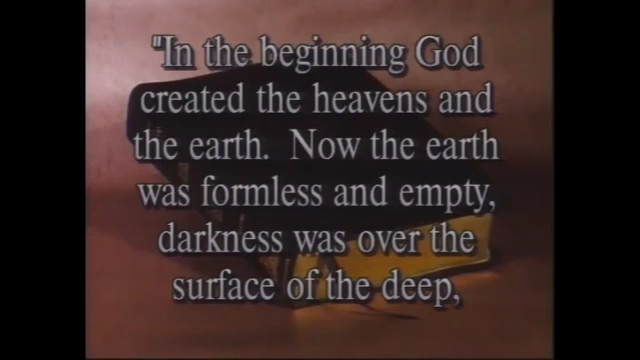 "In the beginning God
created the heavens and
the earth.  Now the earth
was formless and empty,
darkness was over the
surface of the deep,